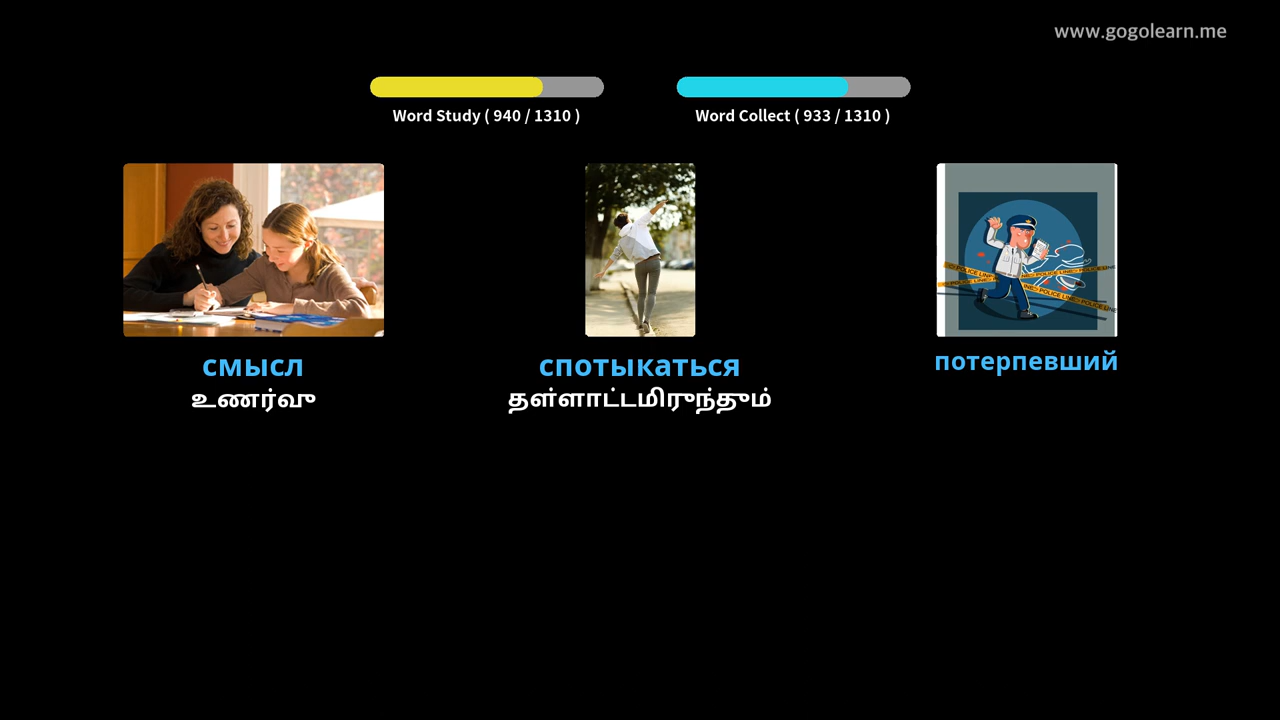 www.gogolearn.me
Word Study ( 940 / 1310 )
Word Collect ( 933 / 1310 )
смысл
உணர்வு
спотыкаться
தள்ளாட்டமிருந்தும்
потерпевший